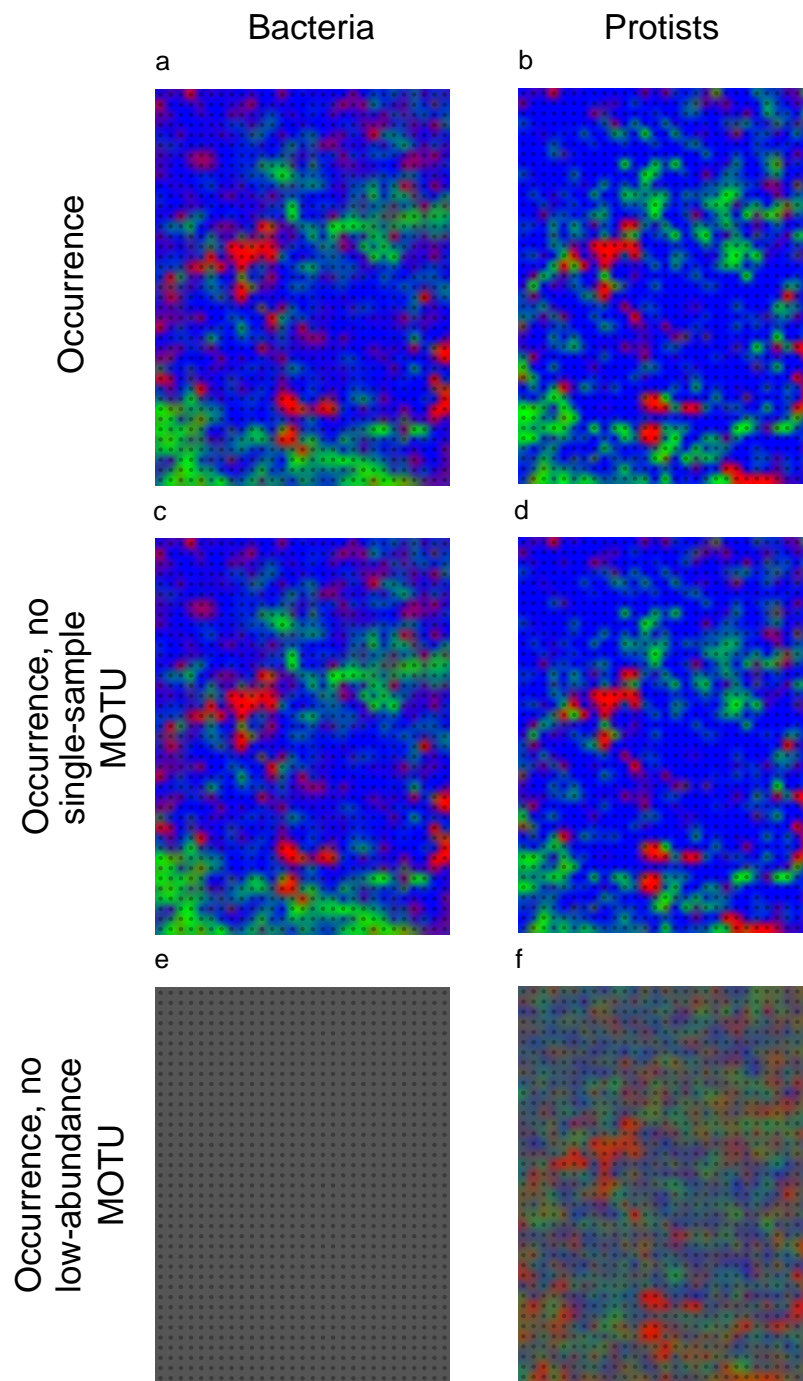 Bacteria
Protists
a
b
Occurrence
c
d
Occurrence, no
single-sample
MOTU
e
f
Occurrence, no
low-abundance
MOTU